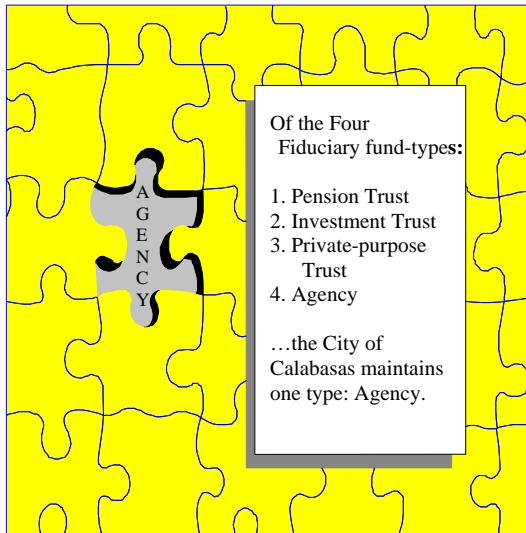 AGENCY
Of the Four
Fiduciary fund-types:
1. Pension Trust
2. Investment Trust
3. Private-purpose
Trust
4. Agency
…the City of
Calabasas maintains
one type: Agency.